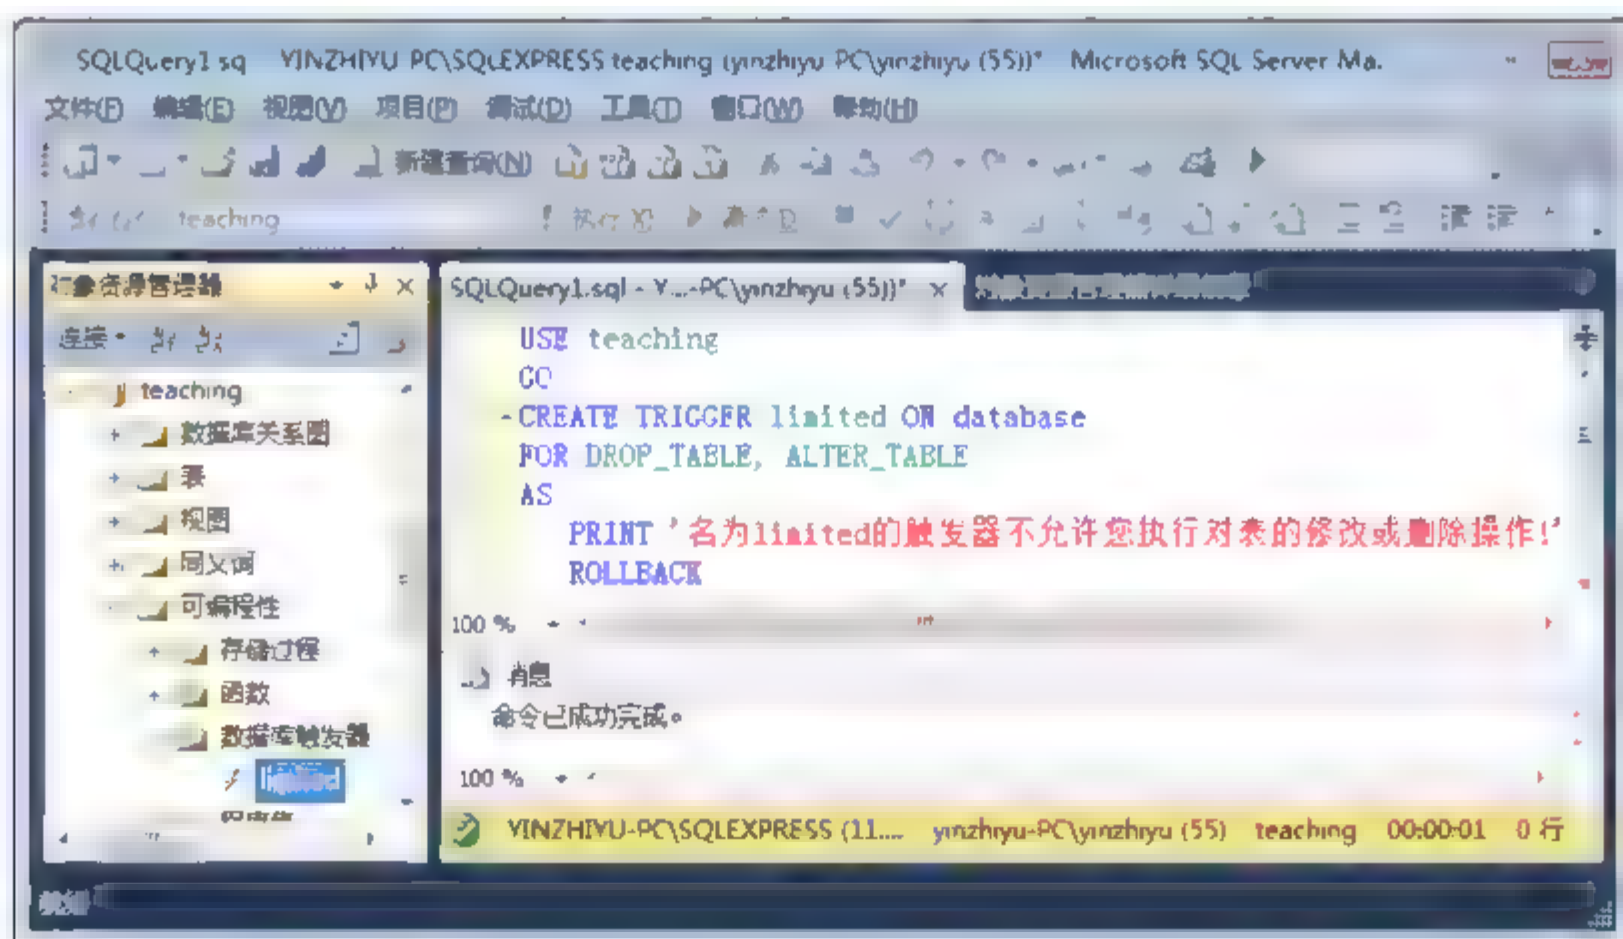 SQLQuery1 sq YINZHIYU PC\SQLEXPRESS teaching (yinzhiyu PC\yinzhiyu (55))* Microsoft SQL Server Ma.
文件(F) 编辑(E) 视图(V) 项目(P) 调试(D) 工具(T) 窗口(W) 帮助(H)
新建查询(N)
teaching ! 执行(X)
对象资源管理器
连接
teaching
数据库关系图
表
视图
同义词
可编程性
存储过程
函数
数据库触发器
limited
SQLQuery1.sql - Y...-PC\yinzhiyu (55))* ×
USE teaching
GO
CREATE TRIGGER limited ON database
FOR DROP_TABLE, ALTER_TABLE
AS
PRINT '名为limited的触发器不允许您执行对表的修改或删除操作!'
ROLLBACK
100 %
消息
命令已成功完成。
100 %
YINZHIYU-PC\SQLEXPRESS (11.... yinzhiyu-PC\yinzhiyu (55) teaching 00:00:01 0 行